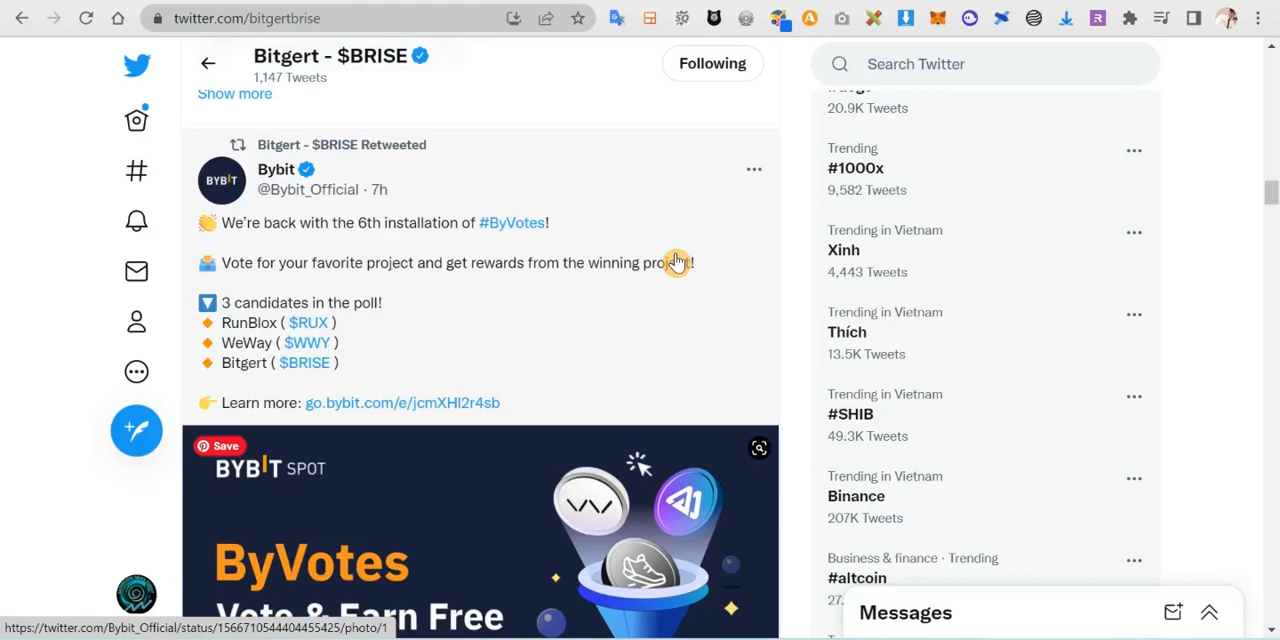 twitter.com/bitgertbrise
Bitgert - $BRISE
1,147 Tweets
Following
Show more
Bitgert - $BRISE Retweeted
BYBIT
Bybit
@Bybit_Official · 7h
We're back with the 6th installation of #ByVotes!
Vote for your favorite project and get rewards from the winning project!
3 candidates in the poll!
RunBlox ( $RUX )
WeWay ( $WWY )
Bitgert ( $BRISE )
Learn more: go.bybit.com/e/jcmXHl2r4sb
Save
BYBIT SPOT
ByVotes
Vote & Earn Free
Search Twitter
20.9K Tweets
Trending
#1000x
9,582 Tweets
Trending in Vietnam
Xinh
4,443 Tweets
Trending in Vietnam
Thích
13.5K Tweets
Trending in Vietnam
#SHIB
49.3K Tweets
Trending in Vietnam
Binance
207K Tweets
Business & finance · Trending
#altcoin
Messages
https://twitter.com/Bybit_Official/status/1566710544404455425/photo/1